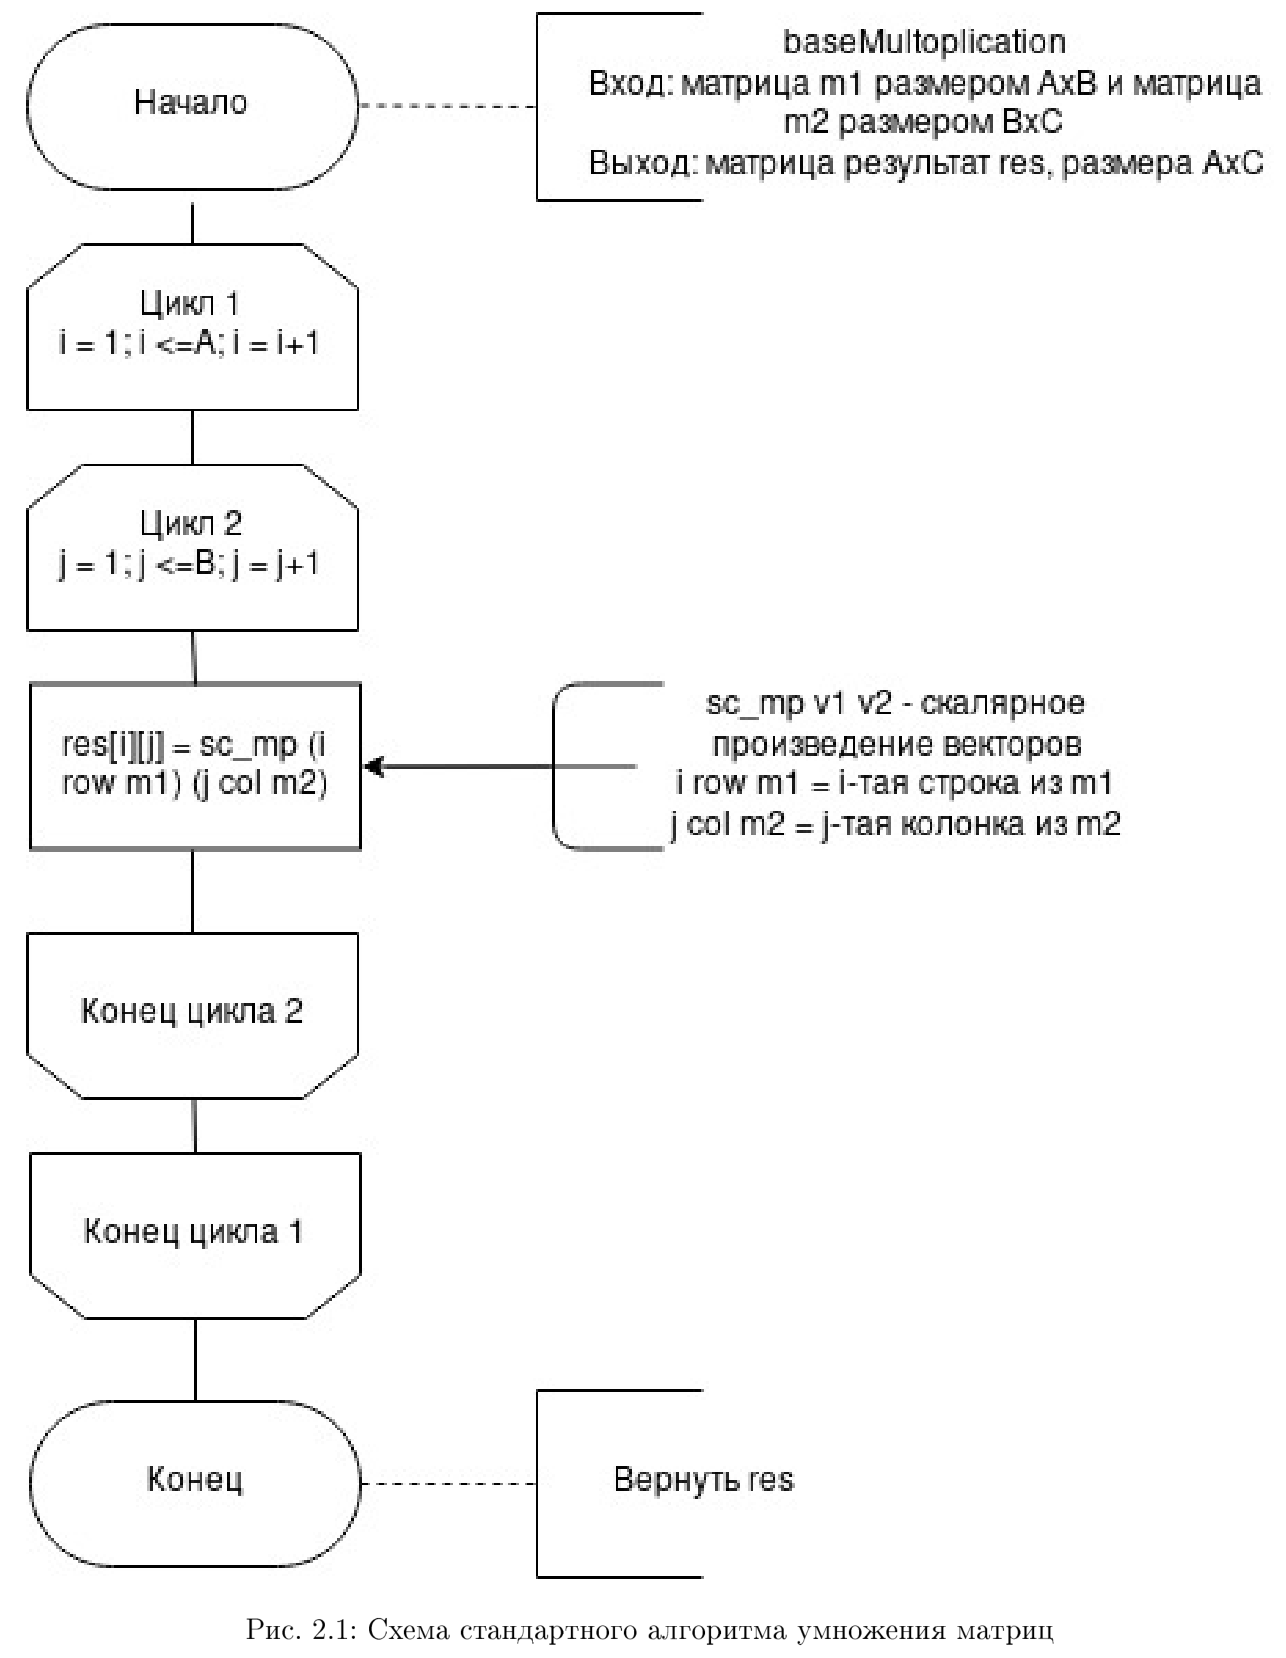 Начало
baseMultoplication
Вход: матрица m1 размером AxB и матрица
m2 размером BxC
Выход: матрица результат res, размера AxC
Цикл 1
i = 1; i <=A; i = i+1
Цикл 2
j = 1; j <=B; j = j+1
res[i][j] = sc_mp (i
row m1) (j col m2)
sc_mp v1 v2 - скалярное
произведение векторов
i row m1 = i-тая строка из m1
j col m2 = j-тая колонка из m2
Конец цикла 2
Конец цикла 1
Конец
Вернуть res
Рис. 2.1: Схема стандартного алгоритма умножения матриц